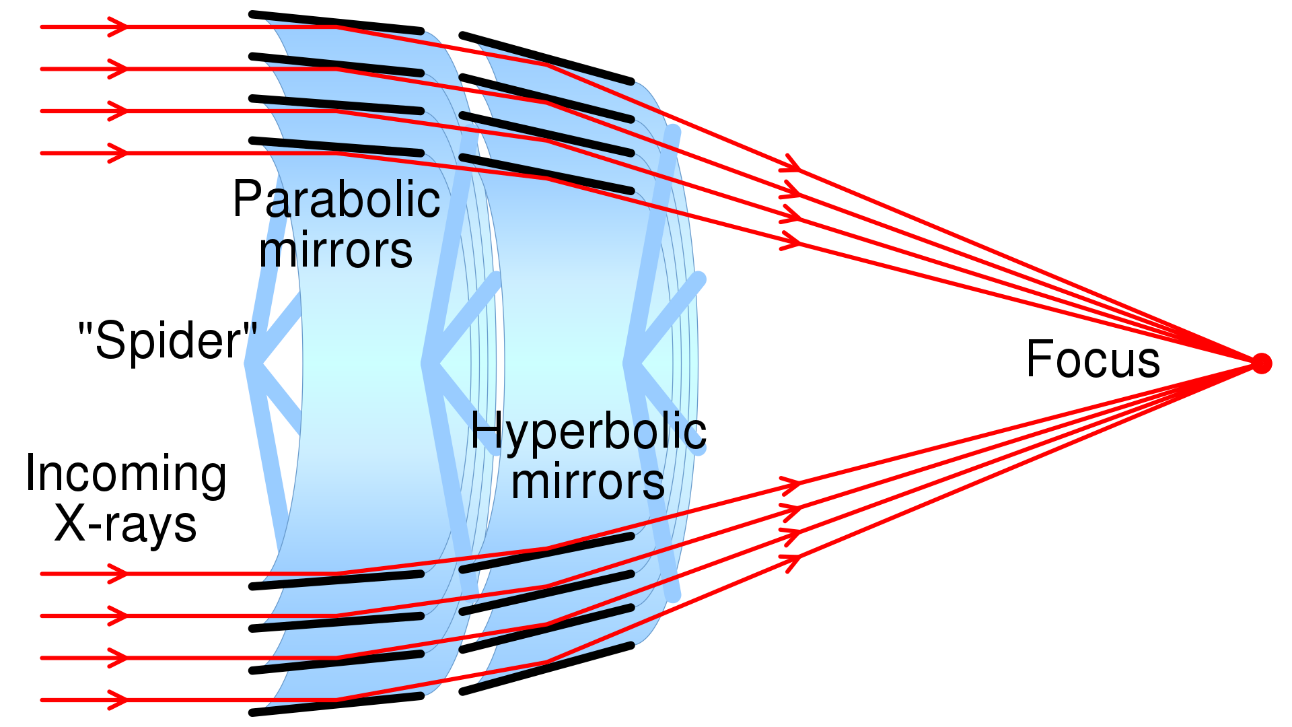 Parabolic
mirrors
"Spider"
Focus
Hyperbolic
mirrors
Incoming
X-rays